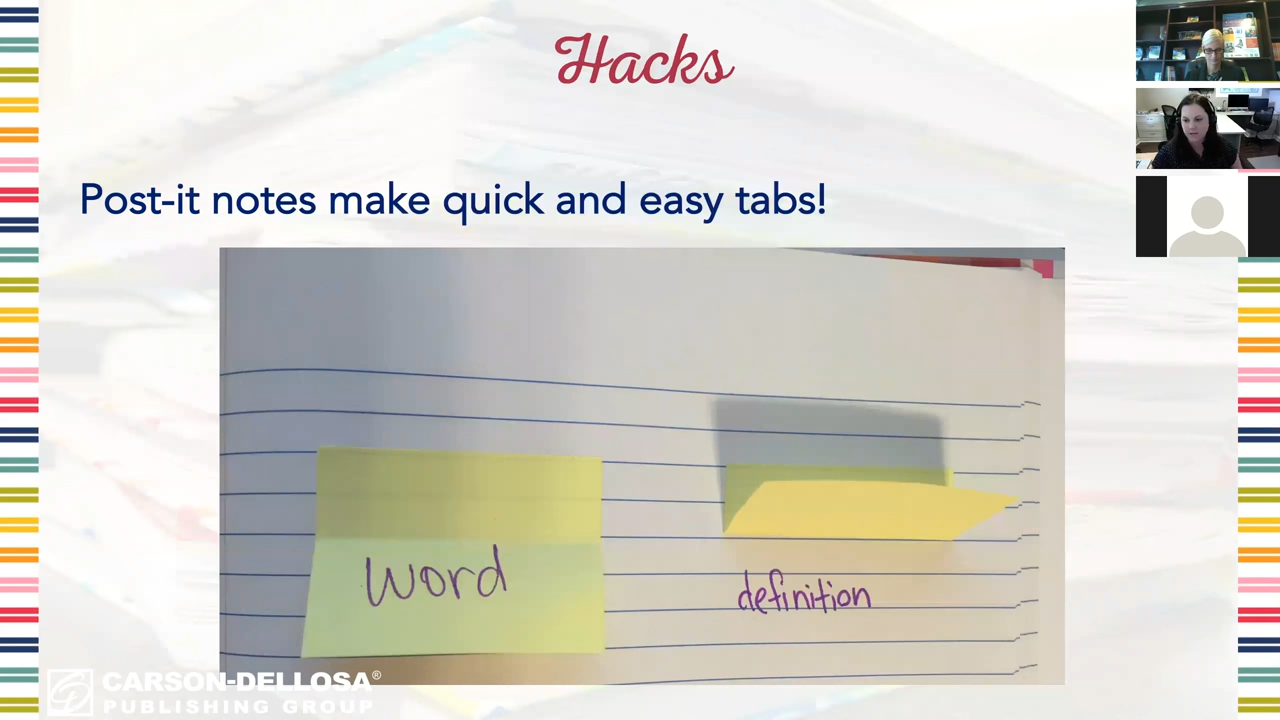 Hacks
Post-it notes make quick and easy tabs!
word
definition
CARSON-DELLOSA®
PUBLISHING GROUP